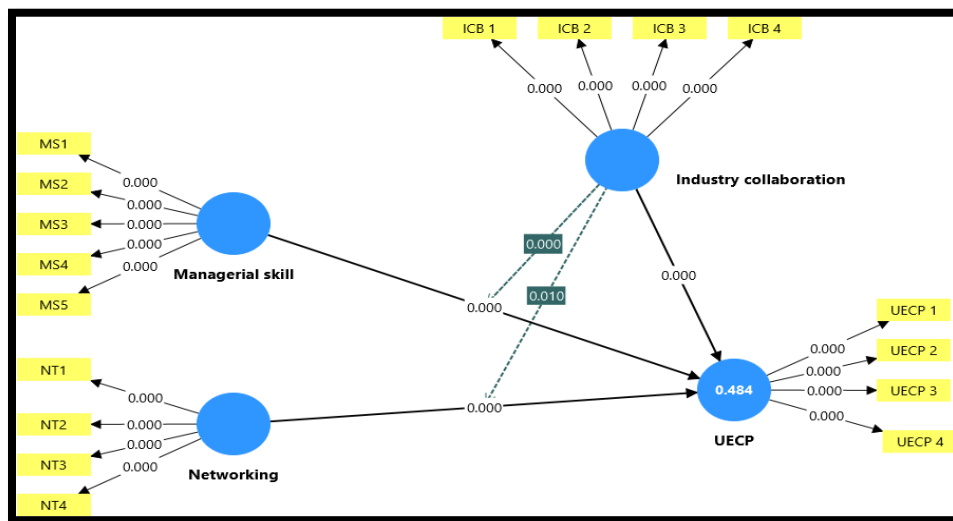 ICB 1
ICB 2
ICB 3
ICB 4
0.000
0.000
0.000
0.000
Industry collaboration
MS1
MS2
MS3
MS4
MS5
0.000
0.000
0.000
0.000
0.000
Managerial skill
0.000
0.010
0.000
0.000
0.000
NT1
NT2
NT3
NT4
0.000
0.000
0.000
0.000
Networking
0.484
UECP
0.000
0.000
0.000
0.000
UECP 1
UECP 2
UECP 3
UECP 4